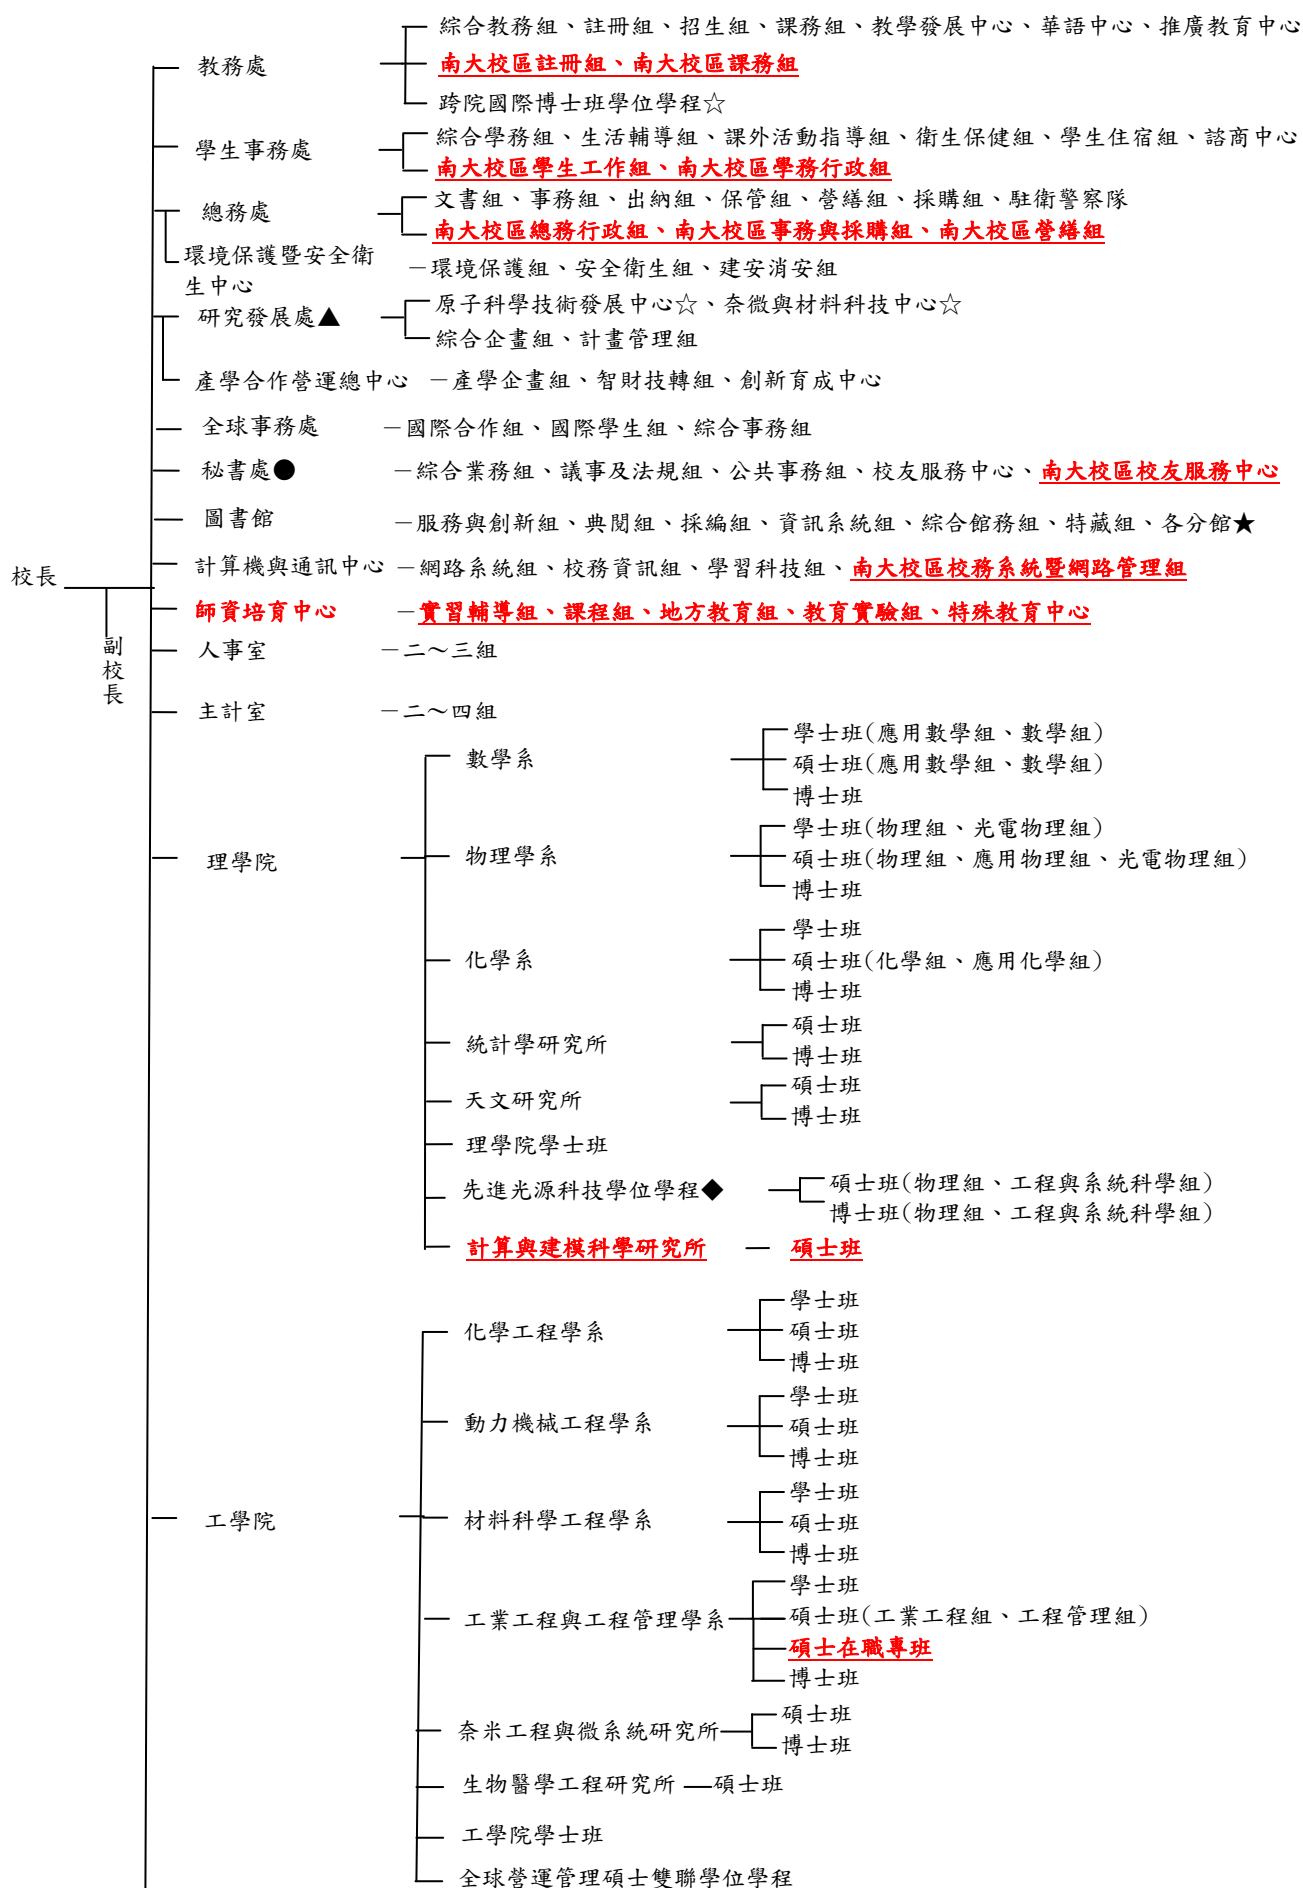 綜合教務組、註冊組、招生組、課務組、教學發展中心、華語中心、推廣教育中心
教務處
南大校區註冊組、南大校區課務組
跨院國際博士班學位學程☆
綜合學務組、生活輔導組、課外活動指導組、衛生保健組、學生住宿組、諮商中心
學生事務處
南大校區學生工作組、南大校區學務行政組
文書組、事務組、出納組、保管組、營繕組、採購組、駐衛警察隊
總務處
南大校區總務行政組、南大校區事務與採購組、南大校區營繕組
環境保護暨安全衛
生中心
－環境保護組、安全衛生組、建安消安組
原子科學技術發展中心☆、奈微與材料科技中心☆
研究發展處▲
綜合企畫組、計畫管理組
產學合作營運總中心 －產學企畫組、智財技轉組、創新育成中心
全球事務處 －國際合作組、國際學生組、綜合事務組
秘書處● －綜合業務組、議事及法規組、公共事務組、校友服務中心、南大校區校友服務中心
圖書館 －服務與創新組、典閱組、採編組、資訊系統組、綜合館務組、特藏組、各分館★
計算機與通訊中心 －網路系統組、校務資訊組、學習科技組、南大校區校務系統暨網路管理組
校長
師資培育中心 －實習輔導組、課程組、地方教育組、教育實驗組、特殊教育中心
副校長
人事室 －二～三組
主計室 －二～四組
學士班(應用數學組、數學組)
數學系
碩士班(應用數學組、數學組)
博士班
學士班(物理組、光電物理組)
理學院
物理學系
碩士班(物理組、應用物理組、光電物理組)
博士班
學士班
化學系
碩士班(化學組、應用化學組)
博士班
碩士班
統計學研究所
博士班
碩士班
天文研究所
博士班
理學院學士班
先進光源科技學位學程◆
碩士班(物理組、工程與系統科學組)
博士班(物理組、工程與系統科學組)
計算與建模科學研究所 碩士班
學士班
化學工程學系
碩士班
博士班
學士班
動力機械工程學系
碩士班
博士班
學士班
工學院
材料科學工程學系
碩士班
博士班
學士班
工業工程與工程管理學系
碩士班(工業工程組、工程管理組)
碩士在職專班
博士班
碩士班
奈米工程與微系統研究所
博士班
生物醫學工程研究所 碩士班
工學院學士班
全球營運管理碩士雙聯學位學程